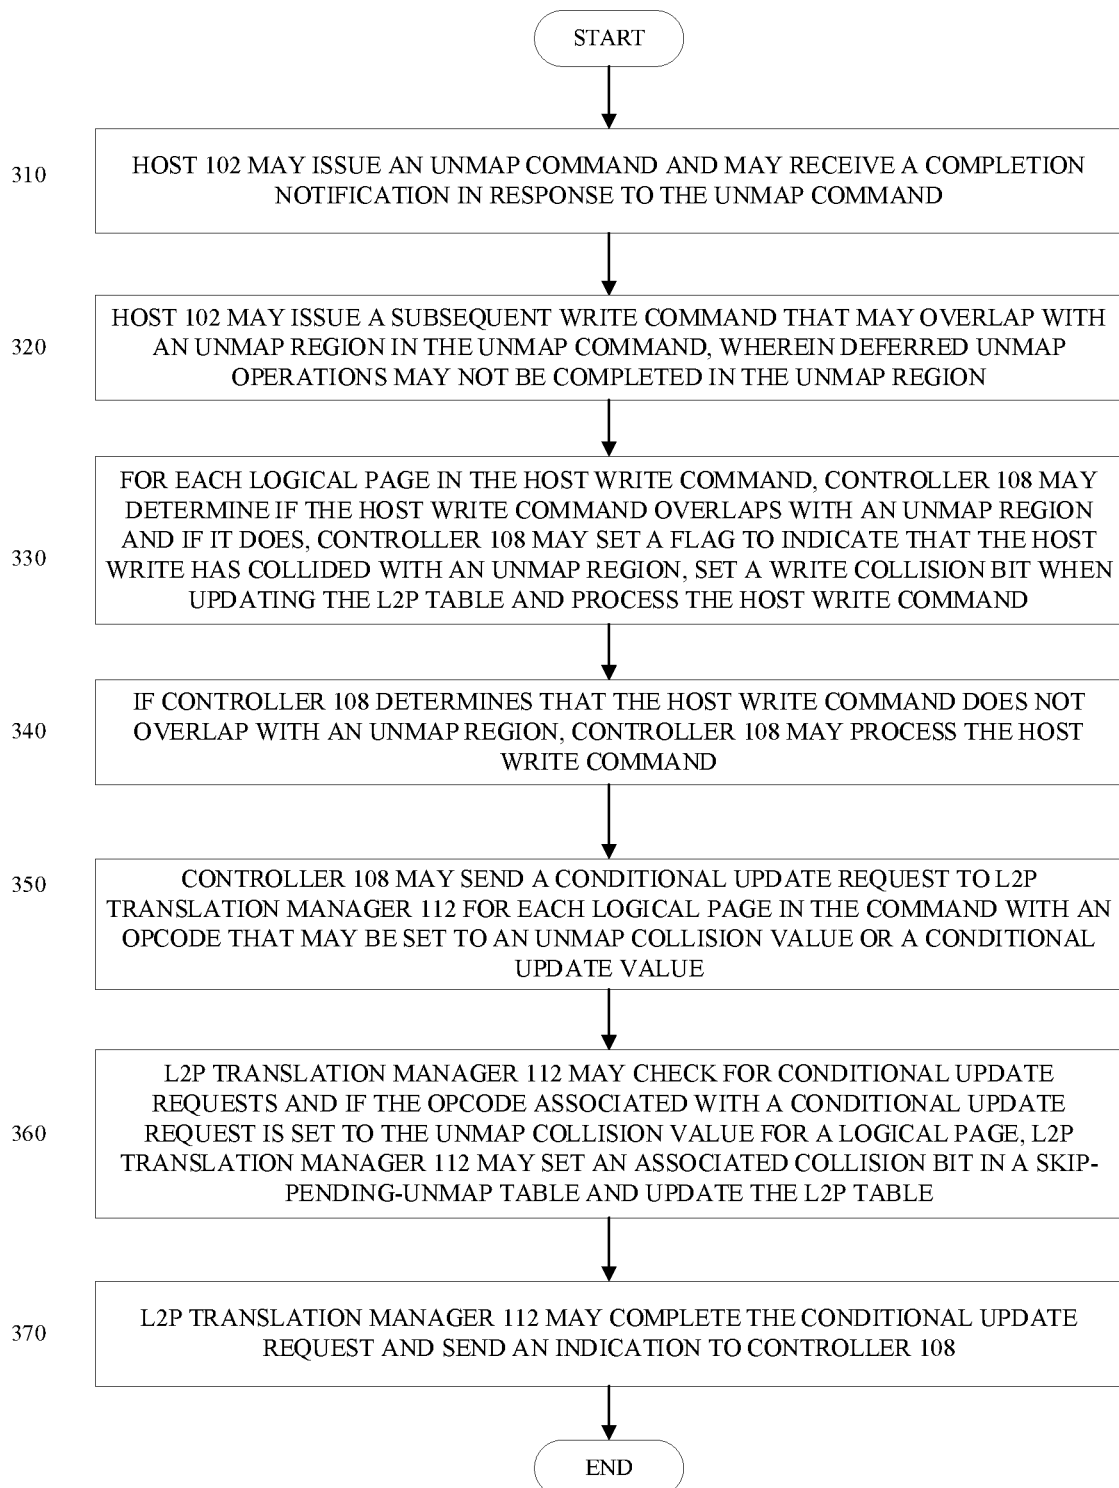 START
310
HOST 102 MAY ISSUE AN UNMAP COMMAND AND MAY RECEIVE A COMPLETION
NOTIFICATION IN RESPONSE TO THE UNMAP COMMAND
320
HOST 102 MAY ISSUE A SUBSEQUENT WRITE COMMAND THAT MAY OVERLAP WITH
AN UNMAP REGION IN THE UNMAP COMMAND, WHEREIN DEFERRED UNMAP
OPERATIONS MAY NOT BE COMPLETED IN THE UNMAP REGION
330
FOR EACH LOGICAL PAGE IN THE HOST WRITE COMMAND, CONTROLLER 108 MAY
DETERMINE IF THE HOST WRITE COMMAND OVERLAPS WITH AN UNMAP REGION
AND IF IT DOES, CONTROLLER 108 MAY SET A FLAG TO INDICATE THAT THE HOST
WRITE HAS COLLIDED WITH AN UNMAP REGION, SET A WRITE COLLISION BIT WHEN
UPDATING THE L2P TABLE AND PROCESS THE HOST WRITE COMMAND
340
IF CONTROLLER 108 DETERMINES THAT THE HOST WRITE COMMAND DOES NOT
OVERLAP WITH AN UNMAP REGION, CONTROLLER 108 MAY PROCESS THE HOST
WRITE COMMAND
350
CONTROLLER 108 MAY SEND A CONDITIONAL UPDATE REQUEST TO L2P
TRANSLATION MANAGER 112 FOR EACH LOGICAL PAGE IN THE COMMAND WITH AN
OPCODE THAT MAY BE SET TO AN UNMAP COLLISION VALUE OR A CONDITIONAL
UPDATE VALUE
360
L2P TRANSLATION MANAGER 112 MAY CHECK FOR CONDITIONAL UPDATE
REQUESTS AND IF THE OPCODE ASSOCIATED WITH A CONDITIONAL UPDATE
REQUEST IS SET TO THE UNMAP COLLISION VALUE FOR A LOGICAL PAGE, L2P
TRANSLATION MANAGER 112 MAY SET AN ASSOCIATED COLLISION BIT IN A SKIP-
PENDING-UNMAP TABLE AND UPDATE THE L2P TABLE
370
L2P TRANSLATION MANAGER 112 MAY COMPLETE THE CONDITIONAL UPDATE
REQUEST AND SEND AN INDICATION TO CONTROLLER 108
END